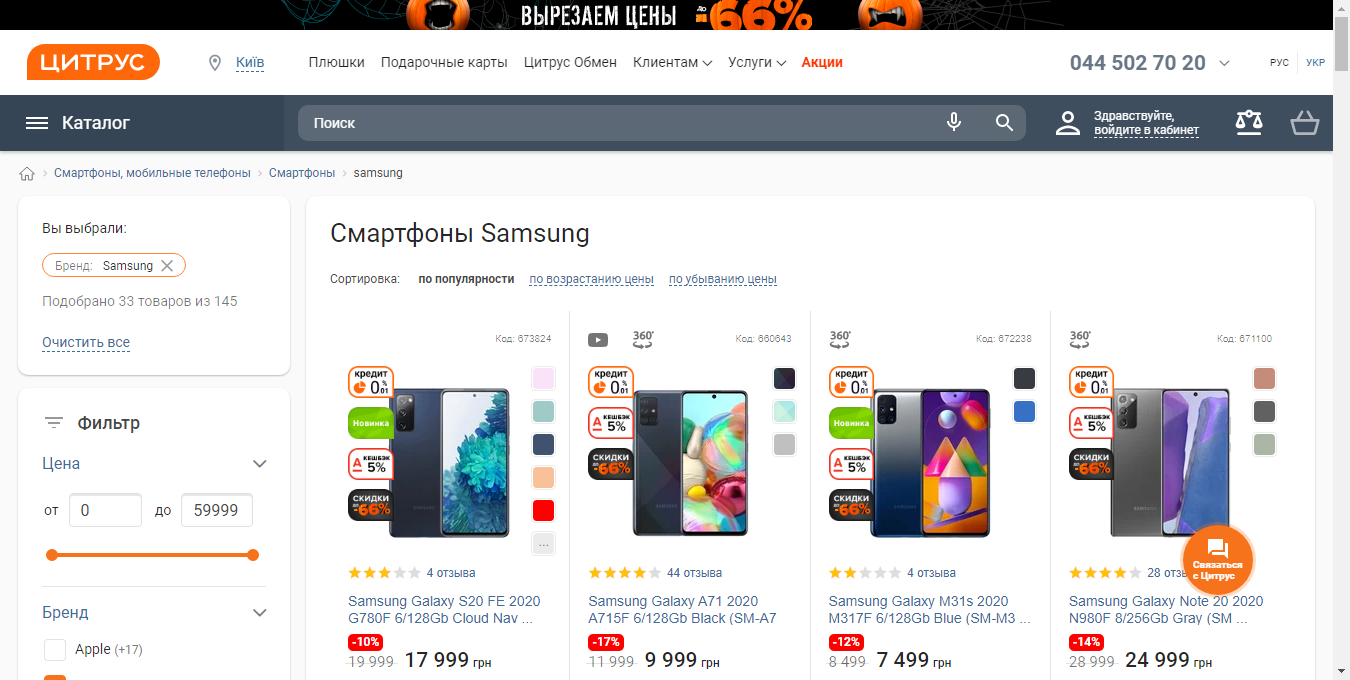 ВЫРЕЗАЕМ ЦЕНЫ до -66%
ЦИТРУС
Київ
Плюшки Подарочные карты Цитрус Обмен Клиентам Услуги Акции
044 502 70 20
РУС УКР
Каталог
Поиск
Здравствуйте,
войдите в кабинет
Смартфоны, мобильные телефоны > Смартфоны > samsung
Вы выбрали:
Бренд: Samsung
Подобрано 33 товаров из 145
Очистить все
Фильтр
Цена
от 0 до 59999
Бренд
Apple (+17)
Смартфоны Samsung
Сортировка: по популярности по возрастанию цены по убыванию цены
Код: 673824
кредит
0,01%
Новинка
А КЕШБЭК 5%
СКИДКИ
ДО -66%
...
4 отзыва
Samsung Galaxy S20 FE 2020
G780F 6/128Gb Cloud Nav ...
-10%
19 999 17 999 грн
360°
Код: 660643
кредит
0,01%
А КЕШБЭК 5%
СКИДКИ
ДО -66%
44 отзыва
Samsung Galaxy A71 2020
A715F 6/128Gb Black (SM-A7
-17%
11 999 9 999 грн
360°
Код: 672238
кредит
0,01%
Новинка
А КЕШБЭК 5%
СКИДКИ
ДО -66%
4 отзыва
Samsung Galaxy M31s 2020
M317F 6/128Gb Blue (SM-M3 ...
-12%
8 499 7 499 грн
360°
Код: 671100
кредит
0,01%
А КЕШБЭК 5%
СКИДКИ
ДО -66%
28 отзы
Samsung Galaxy Note 20 2020
N980F 8/256Gb Gray (SM ...
-14%
28 999 24 999 грн
Связаться
с Цитрус